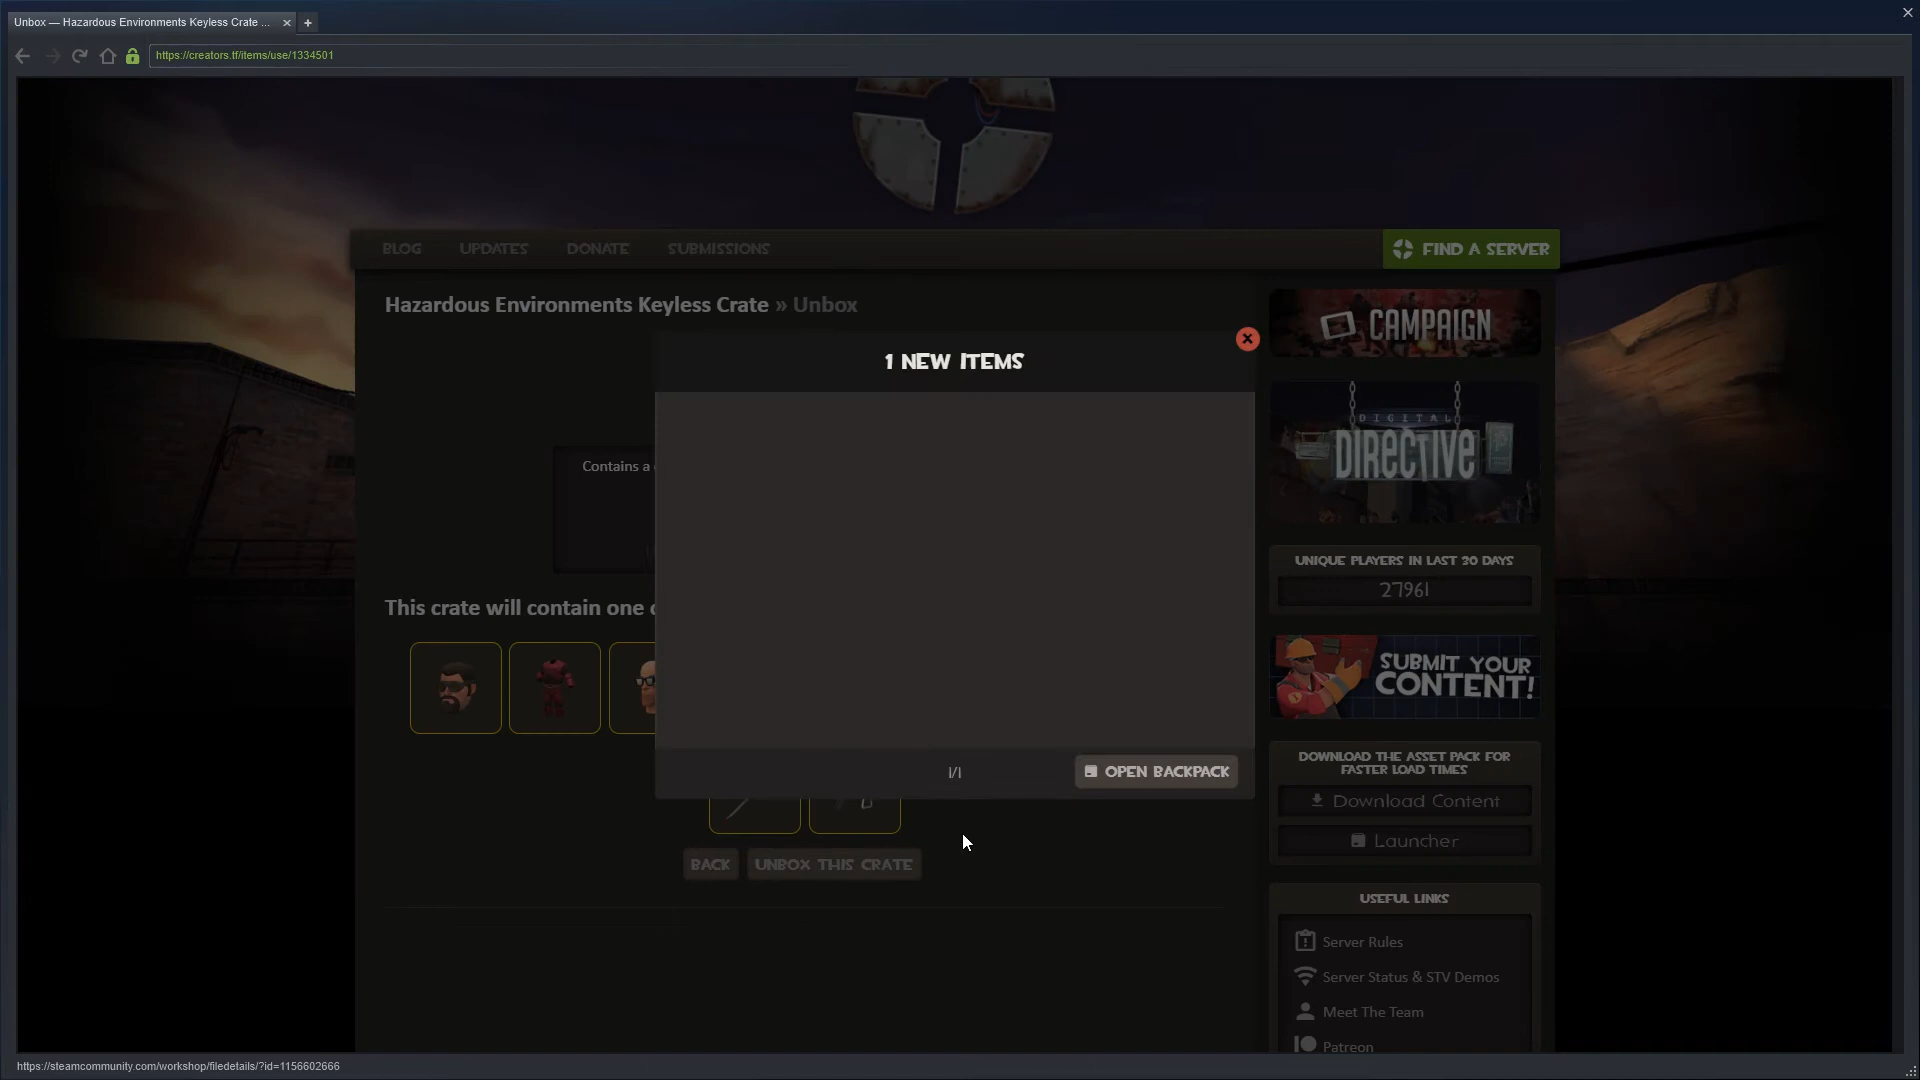 Unbox — Hazardous Environments Keyless Crate ...
https://creators.tf/items/use/1334501
BLOG UPDATES DONATE SUBMISSIONS FIND A SERVER
Hazardous Environments Keyless Crate » Unbox
1 NEW ITEMS
Contains a
This crate will contain one
1/1
OPEN BACKPACK
BACK UNBOX THIS CRATE
CAMPAIGN
DIGITAL
DIRECTIVE
UNIQUE PLAYERS IN LAST 30 DAYS
27961
SUBMIT YOUR
CONTENT!
DOWNLOAD THE ASSET PACK FOR
FASTER LOAD TIMES
Download Content
Launcher
USEFUL LINKS
Server Rules
Server Status & STV Demos
Meet The Team
Patreon
https://steamcommunity.com/workshop/filedetails/?id=1156602666